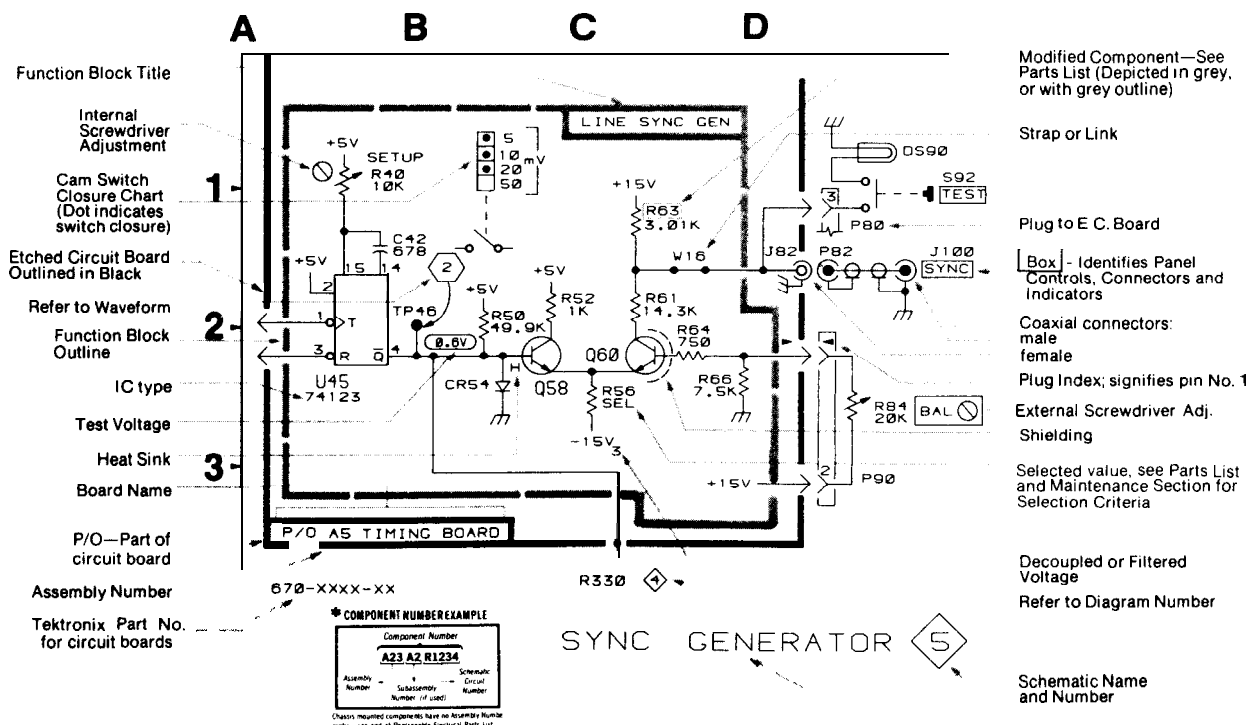 A B C D
Function Block Title
Internal
Screwdriver
Adjustment
1
Cam Switch
Closure Chart
(Dot indicates
switch closure)
Etched Circuit Board
Outlined in Black
Refer to Waveform
2
Function Block
Outline
IC type
Test Voltage
Heat Sink
3
Board Name
P/O—Part of
circuit board
Assembly Number
Tektronix Part No.
for circuit boards
LINE SYNC GEN
+5V
SETUP
R40
10K
5
10
20
50
mV
C42
678
+5V
15
14
2
1
T
3
R
Q
4
U45
74123
2
TP46
0.6V
+5V
R50
49.9K
CR54
+5V
R52
1K
Q58
Q60
R56
SEL
-15V
3
+15V
R63
3.01K
W16
R61
14.3K
R64
750
R66
7.5K
+15V
DS90
S92
TEST
3
P80
J82
P82
J100
SYNC
R84
20K
BAL
2
P90
P/O A5 TIMING BOARD
670-XXXX-XX
R330
4
* COMPONENT NUMBER EXAMPLE
Component Number
A23 A2 R1234
Assembly
Number
Subassembly
Number (if used)
Schematic
Circuit
Number
Chassis mounted components have no Assembly Numbe
SYNC GENERATOR 5
Modified Component—See
Parts List (Depicted in grey,
or with grey outline)
Strap or Link
Plug to E C. Board
Box - Identifies Panel
Controls, Connectors and
Indicators
Coaxial connectors:
male
female
Plug Index; signifies pin No. 1
External Screwdriver Adj.
Shielding
Selected value, see Parts List
and Maintenance Section for
Selection Criteria
Decoupled or Filtered
Voltage
Refer to Diagram Number
Schematic Name
and Number